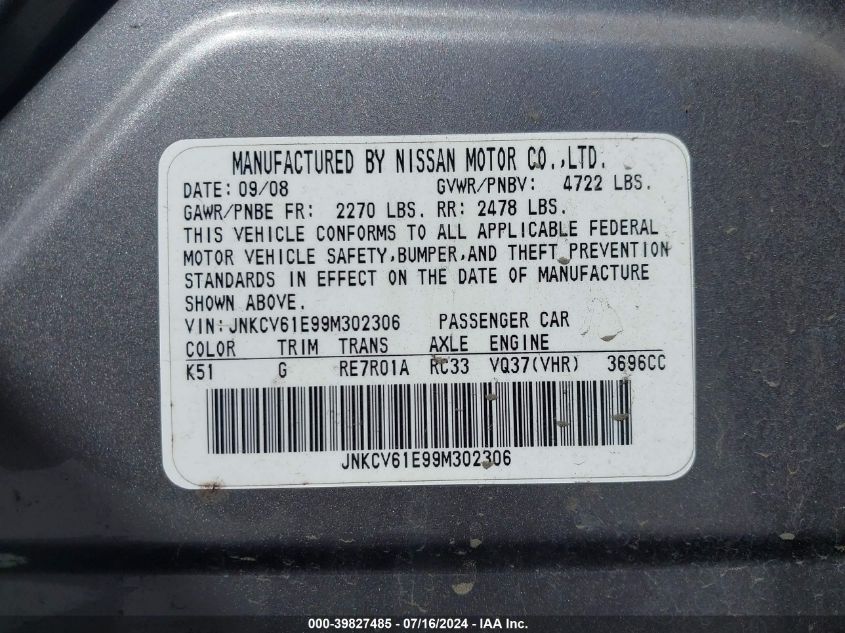 MANUFACTURED BY NISSAN MOTOR CO.,LTD.
DATE: 09/08 GVWR/PNBV: 4722 LBS.
GAWR/PNBE FR: 2270 LBS. RR: 2478 LBS.
THIS VEHICLE CONFORMS TO ALL APPLICABLE FEDERAL
MOTOR VEHICLE SAFETY,BUMPER,AND THEFT PREVENTION
STANDARDS IN EFFECT ON THE DATE OF MANUFACTURE
SHOWN ABOVE.
VIN:JNKCV61E99M302306 PASSENGER CAR
COLOR TRIM TRANS AXLE ENGINE
K51 G RE7R01A RC33 VQ37(VHR) 3696CC
JNKCV61E99M302306
000-39827485 - 07/16/2024 - IAA Inc.